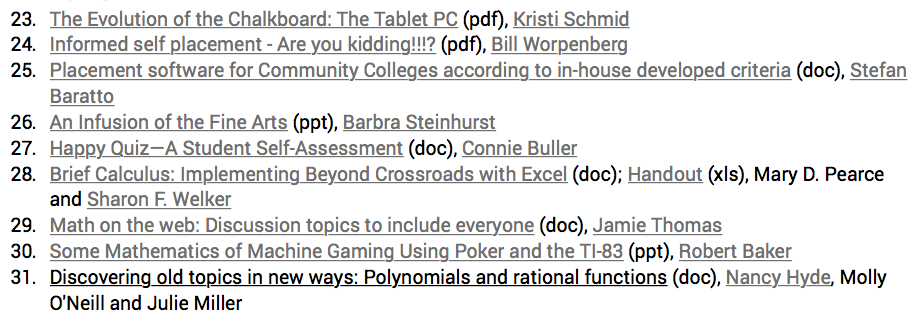 23. The Evolution of the Chalkboard: The Tablet PC (pdf), Kristi Schmid
24. Informed self placement - Are you kidding!!!? (pdf), Bill Worpenberg
25. Placement software for Community Colleges according to in-house developed criteria (doc), Stefan
Baratto
26. An Infusion of the Fine Arts (ppt), Barbra Steinhurst
27. Happy Quiz—A Student Self-Assessment (doc), Connie Buller
28. Brief Calculus: Implementing Beyond Crossroads with Excel (doc); Handout (xls), Mary D. Pearce
and Sharon F. Welker
29. Math on the web: Discussion topics to include everyone (doc), Jamie Thomas
30. Some Mathematics of Machine Gaming Using Poker and the TI-83 (ppt), Robert Baker
31. Discovering old topics in new ways: Polynomials and rational functions (doc), Nancy Hyde, Molly
O'Neill and Julie Miller